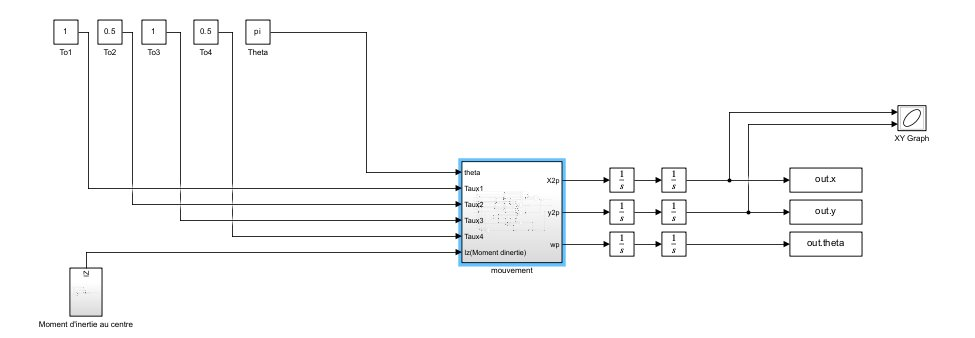 1
0.5
1
0.5
pi
To1
To2
To3
To4
Theta
XY Graph
theta
Taux1
Taux2
Taux3
Taux4
Iz(Moment dinertie)
X2p
y2p
wp
mouvement
1
s
1
s
out.x
1
s
1
s
out.y
1
s
1
s
out.theta
Moment d'inertie au centre